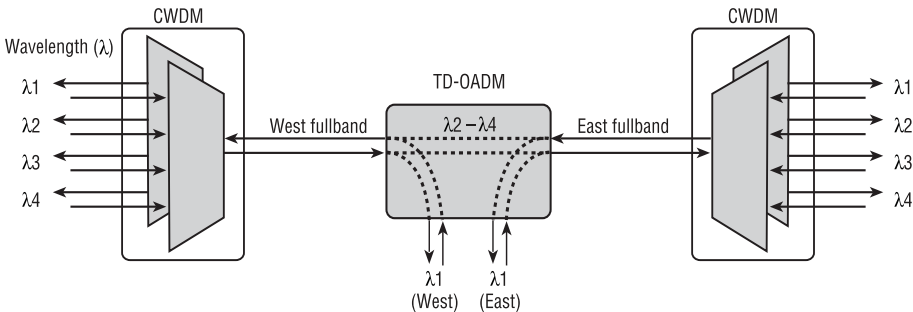 CWDM
CWDM
Wavelength (λ)
TD-OADM
λ1
λ1
λ2
West fullband
λ2–λ4
East fullband
λ2
λ3
λ3
λ4
λ4
λ1
(West)
λ1
(East)